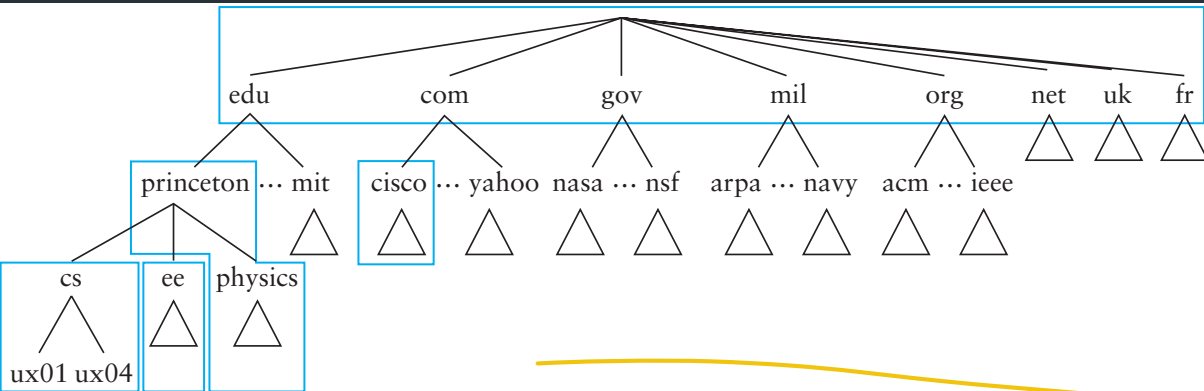 edu com gov mil org net uk fr
princeton ... mit cisco ... yahoo nasa ... nsf arpa ... navy acm ... ieee
cs ee physics
ux01 ux04